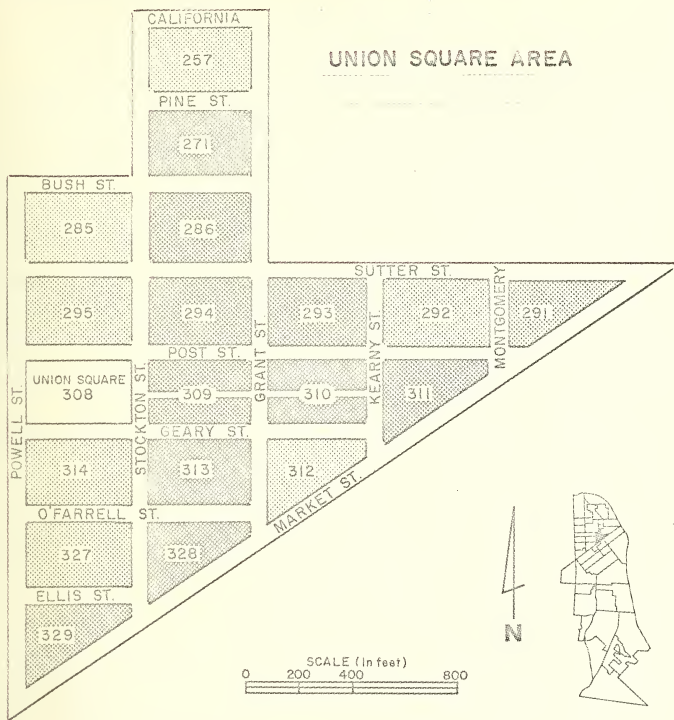 CALIFORNIA
UNION SQUARE AREA
257
PINE ST.
271
BUSH ST.
285
286
SUTTER ST.
295
294
293
292
MONTGOMERY
291
POST ST.
GRANT ST.
KEARNY ST.
POWELL ST.
UNION SQUARE
308
STOCKTON ST.
309
310
311
GEARY ST.
314
313
312
MARKET ST.
O'FARRELL ST.
327
328
ELLIS ST.
329
N
SCALE (In feet)
0 200 400 800